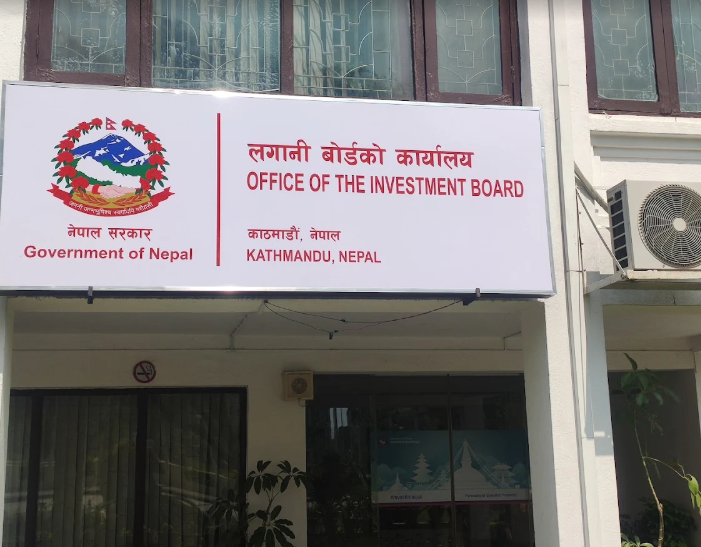 नेपाल सरकार
Government of Nepal
लगानी बोर्डको कार्यालय
OFFICE OF THE INVESTMENT BOARD
काठमाडौं, नेपाल
KATHMANDU, NEPAL